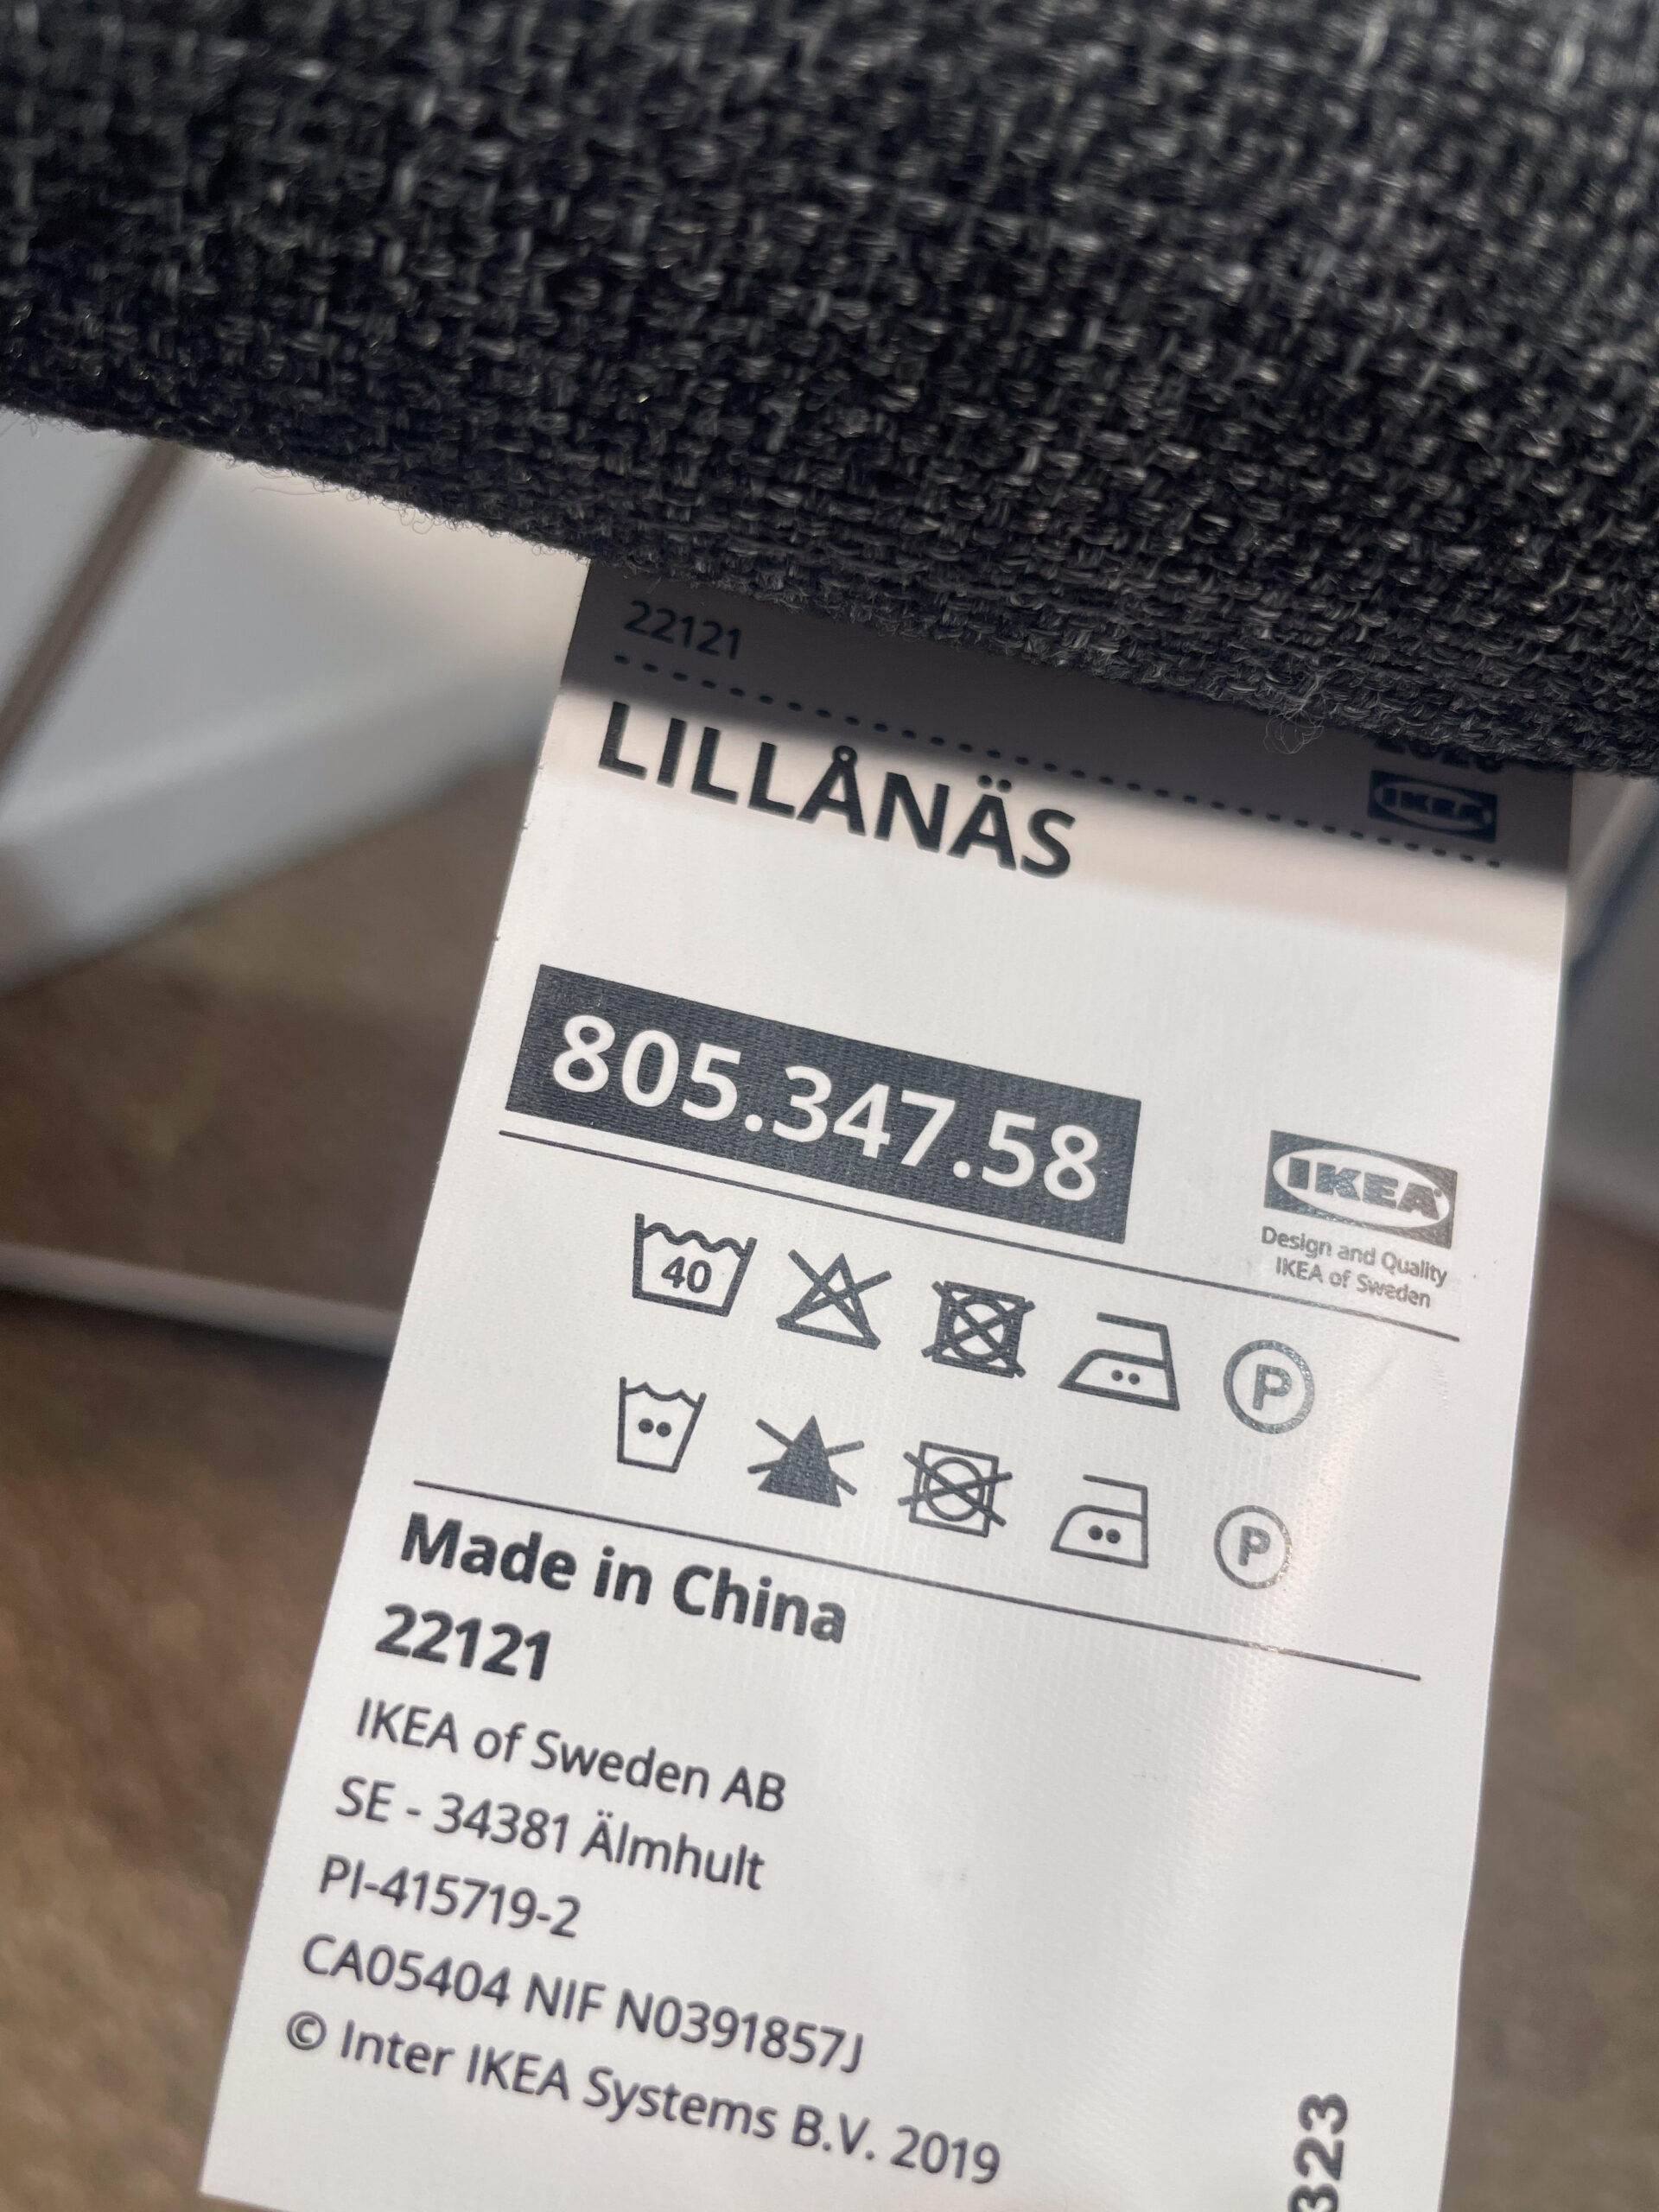 22121
IKEA
LILLÅNÄS
805.347.58
IKEA
Design and Quality
IKEA of Sweden
40
P
P
Made in China
22121
IKEA of Sweden AB
SE - 34381 Älmhult
PI-415719-2
CA05404 NIF N0391857J
© Inter IKEA Systems B.V. 2019